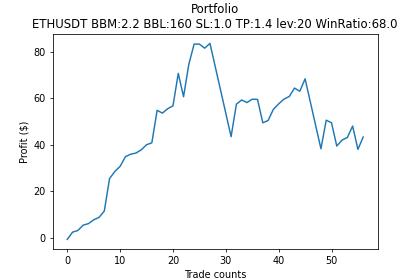 Portfolio
ETHUSDT BBM:2.2 BBL:160 SL:1.0 TP:1.4 lev:20 WinRatio:68.0
Profit ($)
80
60
40
20
0
0 10 20 30 40 50
Trade counts